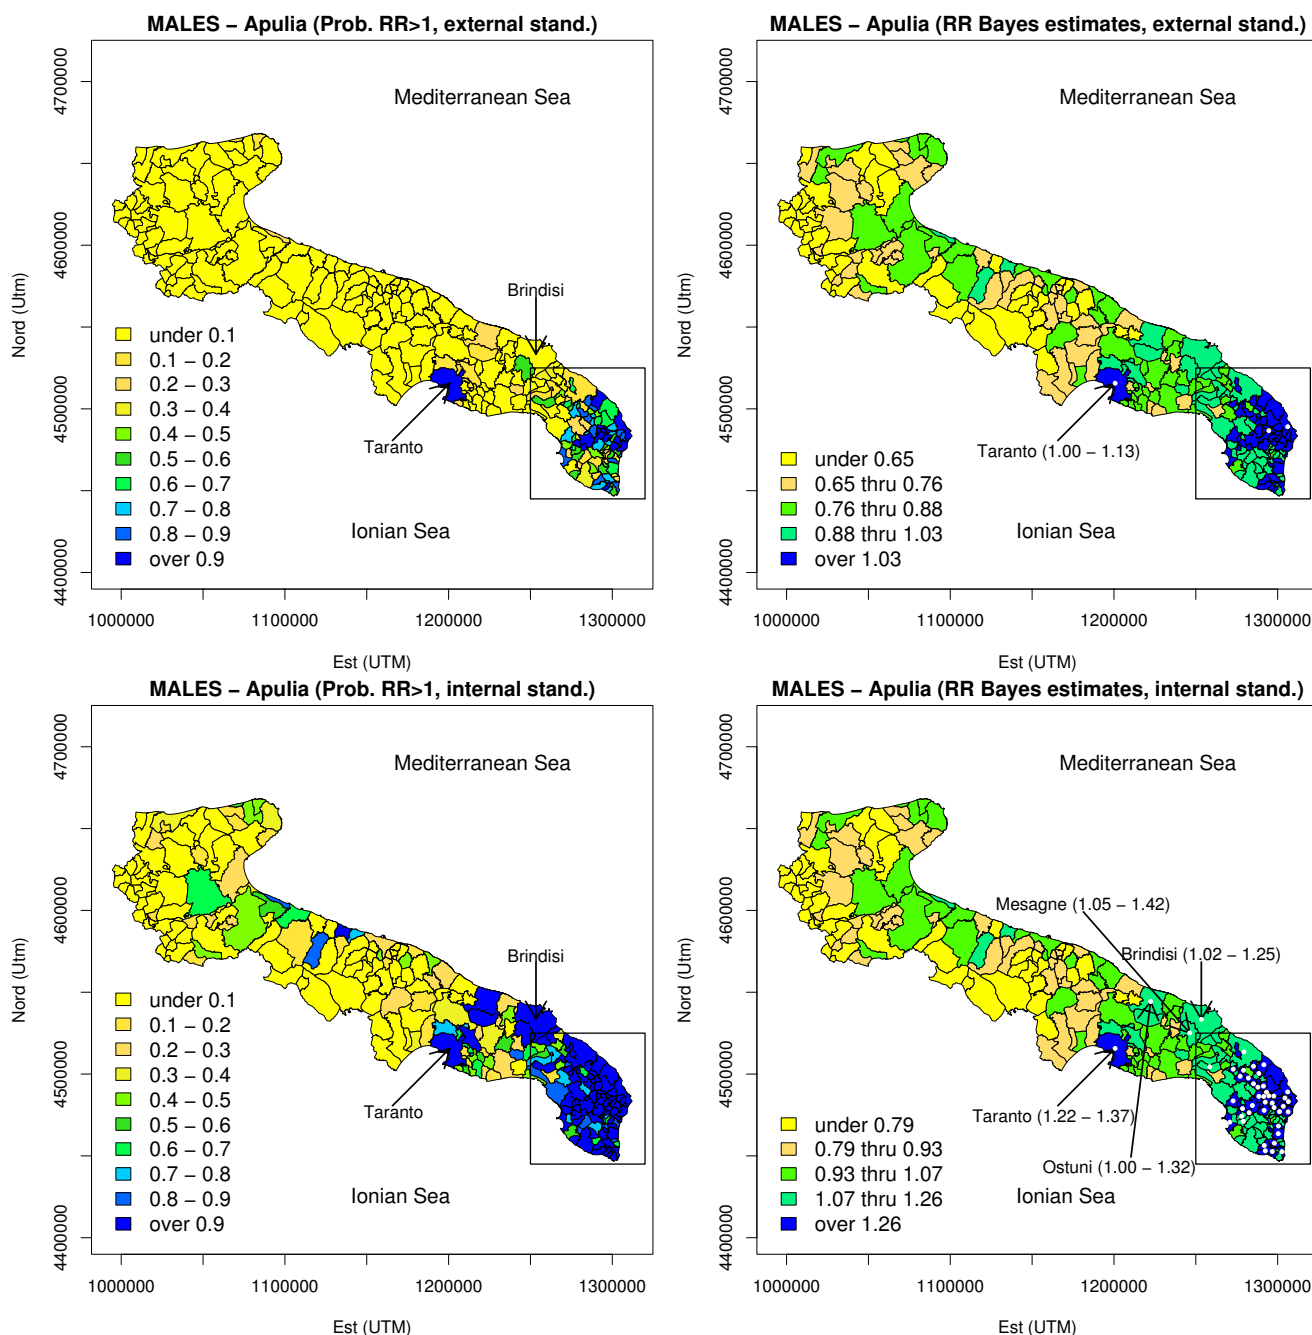 MALES − Apulia (Prob. RR>1, external stand.)
Mediterranean Sea
Brindisi
Taranto
Ionian Sea
under 0.1
0.1 − 0.2
0.2 − 0.3
0.3 − 0.4
0.4 − 0.5
0.5 − 0.6
0.6 − 0.7
0.7 − 0.8
0.8 − 0.9
over 0.9
Nord (Utm)
4700000
4600000
4500000
4400000
1000000 1100000 1200000 1300000
Est (UTM)
MALES − Apulia (RR Bayes estimates, external stand.)
Mediterranean Sea
Taranto (1.00 − 1.13)
Ionian Sea
under 0.65
0.65 thru 0.76
0.76 thru 0.88
0.88 thru 1.03
over 1.03
Nord (Utm)
4700000
4600000
4500000
4400000
1000000 1100000 1200000 1300000
Est (UTM)
MALES − Apulia (Prob. RR>1, internal stand.)
Mediterranean Sea
Brindisi
Taranto
Ionian Sea
under 0.1
0.1 − 0.2
0.2 − 0.3
0.3 − 0.4
0.4 − 0.5
0.5 − 0.6
0.6 − 0.7
0.7 − 0.8
0.8 − 0.9
over 0.9
Nord (Utm)
4700000
4600000
4500000
4400000
1000000 1100000 1200000 1300000
Est (UTM)
MALES − Apulia (RR Bayes estimates, internal stand.)
Mediterranean Sea
Mesagne (1.05 − 1.42)
Brindisi (1.02 − 1.25)
Taranto (1.22 − 1.37)
Ostuni (1.00 − 1.32)
Ionian Sea
under 0.79
0.79 thru 0.93
0.93 thru 1.07
1.07 thru 1.26
over 1.26
Nord (Utm)
4700000
4600000
4500000
4400000
1000000 1100000 1200000 1300000
Est (UTM)